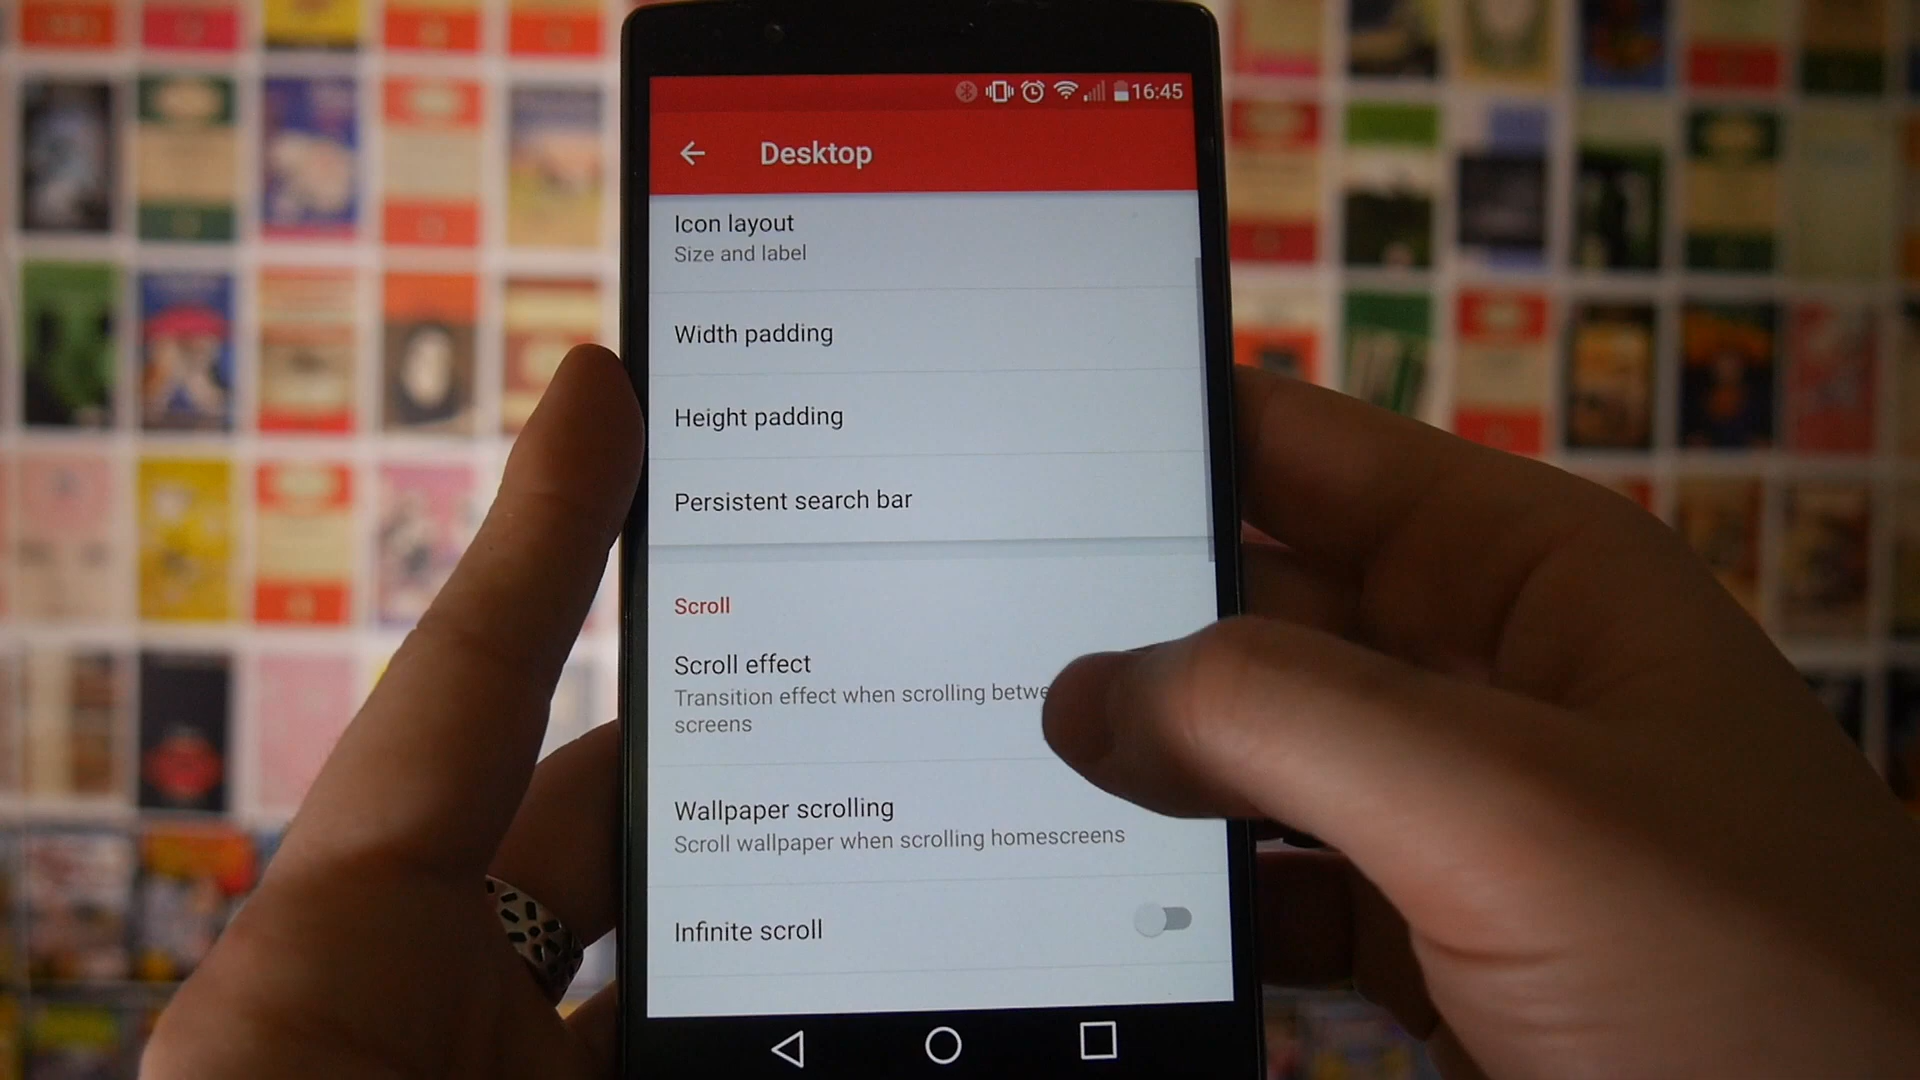 16:45
Desktop
Icon layout
Size and label
Width padding
Height padding
Persistent search bar
Scroll
Scroll effect
Transition effect when scrolling betwe
screens
Wallpaper scrolling
Scroll wallpaper when scrolling homescreens
Infinite scroll